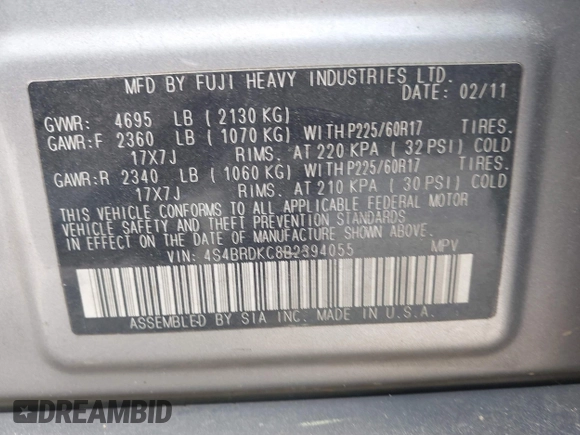 MFD BY FUJI HEAVY INDUSTRIES LTD.
DATE: 02/11
GVWR: 4695 LB (2130 KG)
GAWR:F 2360 LB (1070 KG) WITH P225/60R17 TIRES.
17X7J RIMS. AT 220 KPA (32 PSI) COLD
GAWR:R 2340 LB (1060 KG) WITH P225/60R17 TIRES.
17X7J RIMS. AT 210 KPA (30 PSI) COLD
THIS VEHICLE CONFORMS TO ALL APPLICABLE FEDERAL MOTOR
VEHICLE SAFETY AND THEFT PREVENTION STANDARDS
IN EFFECT ON THE DATE OF MANUFACTURE SHOWN ABOVE.
VIN: 4S4BRDKC8B2394055 MPV
ASSEMBLED BY SIA INC. MADE IN U.S.A.
DREAMBID